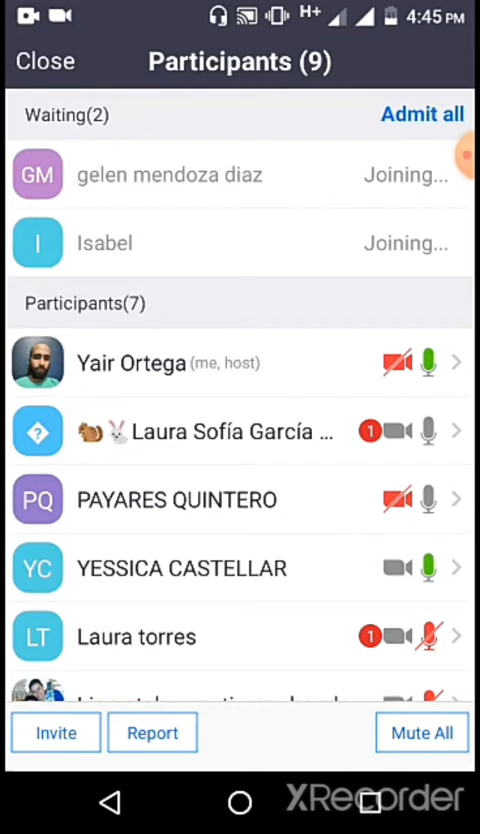 H+ 4:45 PM
Close Participants (9)
Waiting(2) Admit all
GM gelen mendoza diaz Joining...
I Isabel Joining...
Participants(7)
Yair Ortega (me, host)
? 🐿️🐰Laura Sofía García ... 1
PQ PAYARES QUINTERO
YC YESSICA CASTELLAR
LT Laura torres 1
Invite Report Mute All
XRecorder